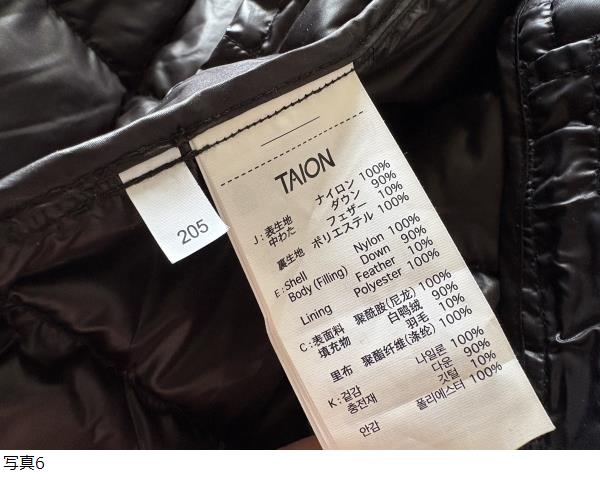 205
TAION
J:表生地 ナイロン 100%
中わた ダウン 90%
フェザー 10%
裏生地 ポリエステル 100%
E:Shell Nylon 100%
Body (Filling) Down 90%
Feather 10%
Lining Polyester 100%
C:表面料 聚酰胺(尼龙) 100%
填充物 白鸭绒 90%
羽毛 10%
里布 聚酯纤维(涤纶) 100%
K:겉감 나일론 100%
충전재 다운 90%
깃털 10%
안감 폴리에스터 100%
写真6